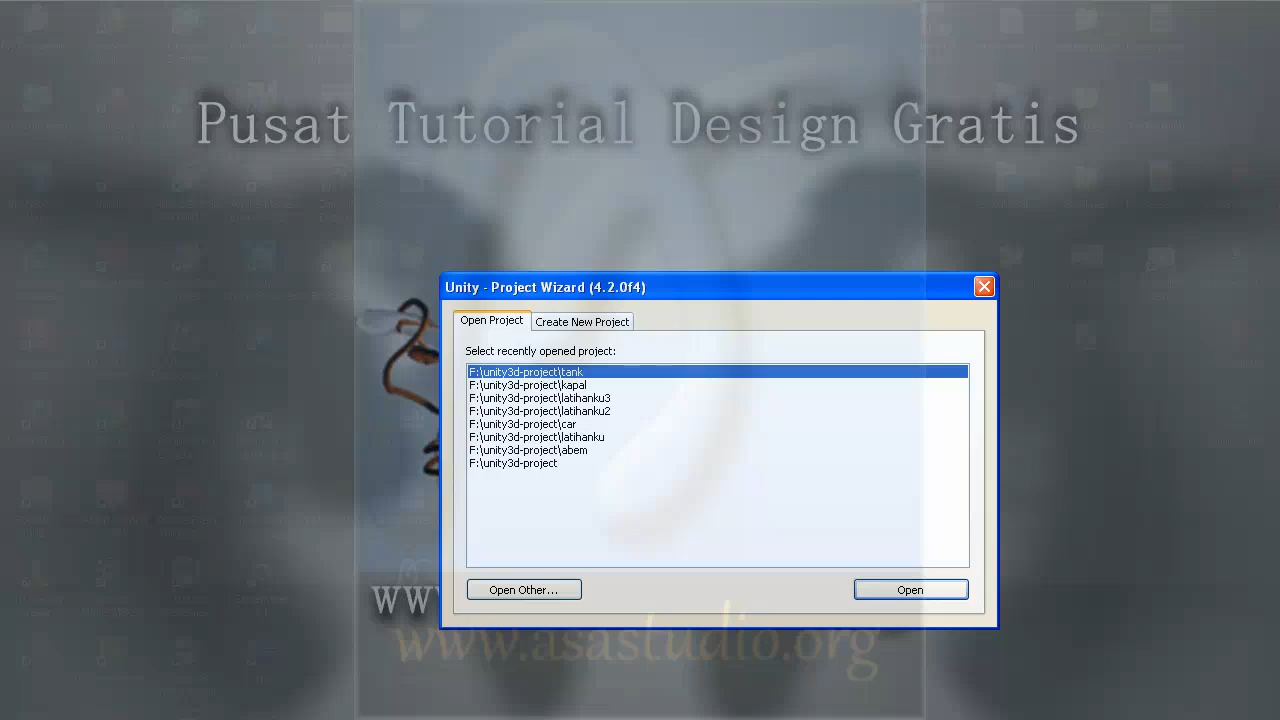 Pusat Tutorial Design Gratis
Unity - Project Wizard (4.2.0f4)
Open Project
Create New Project
Select recently opened project:
F:\unity3d-project\tank
F:\unity3d-project\kapal
F:\unity3d-project\latihanku3
F:\unity3d-project\latihanku2
F:\unity3d-project\car
F:\unity3d-project\latihanku
F:\unity3d-project\abem
F:\unity3d-project
Open Other...
Open
www.asastudio.org